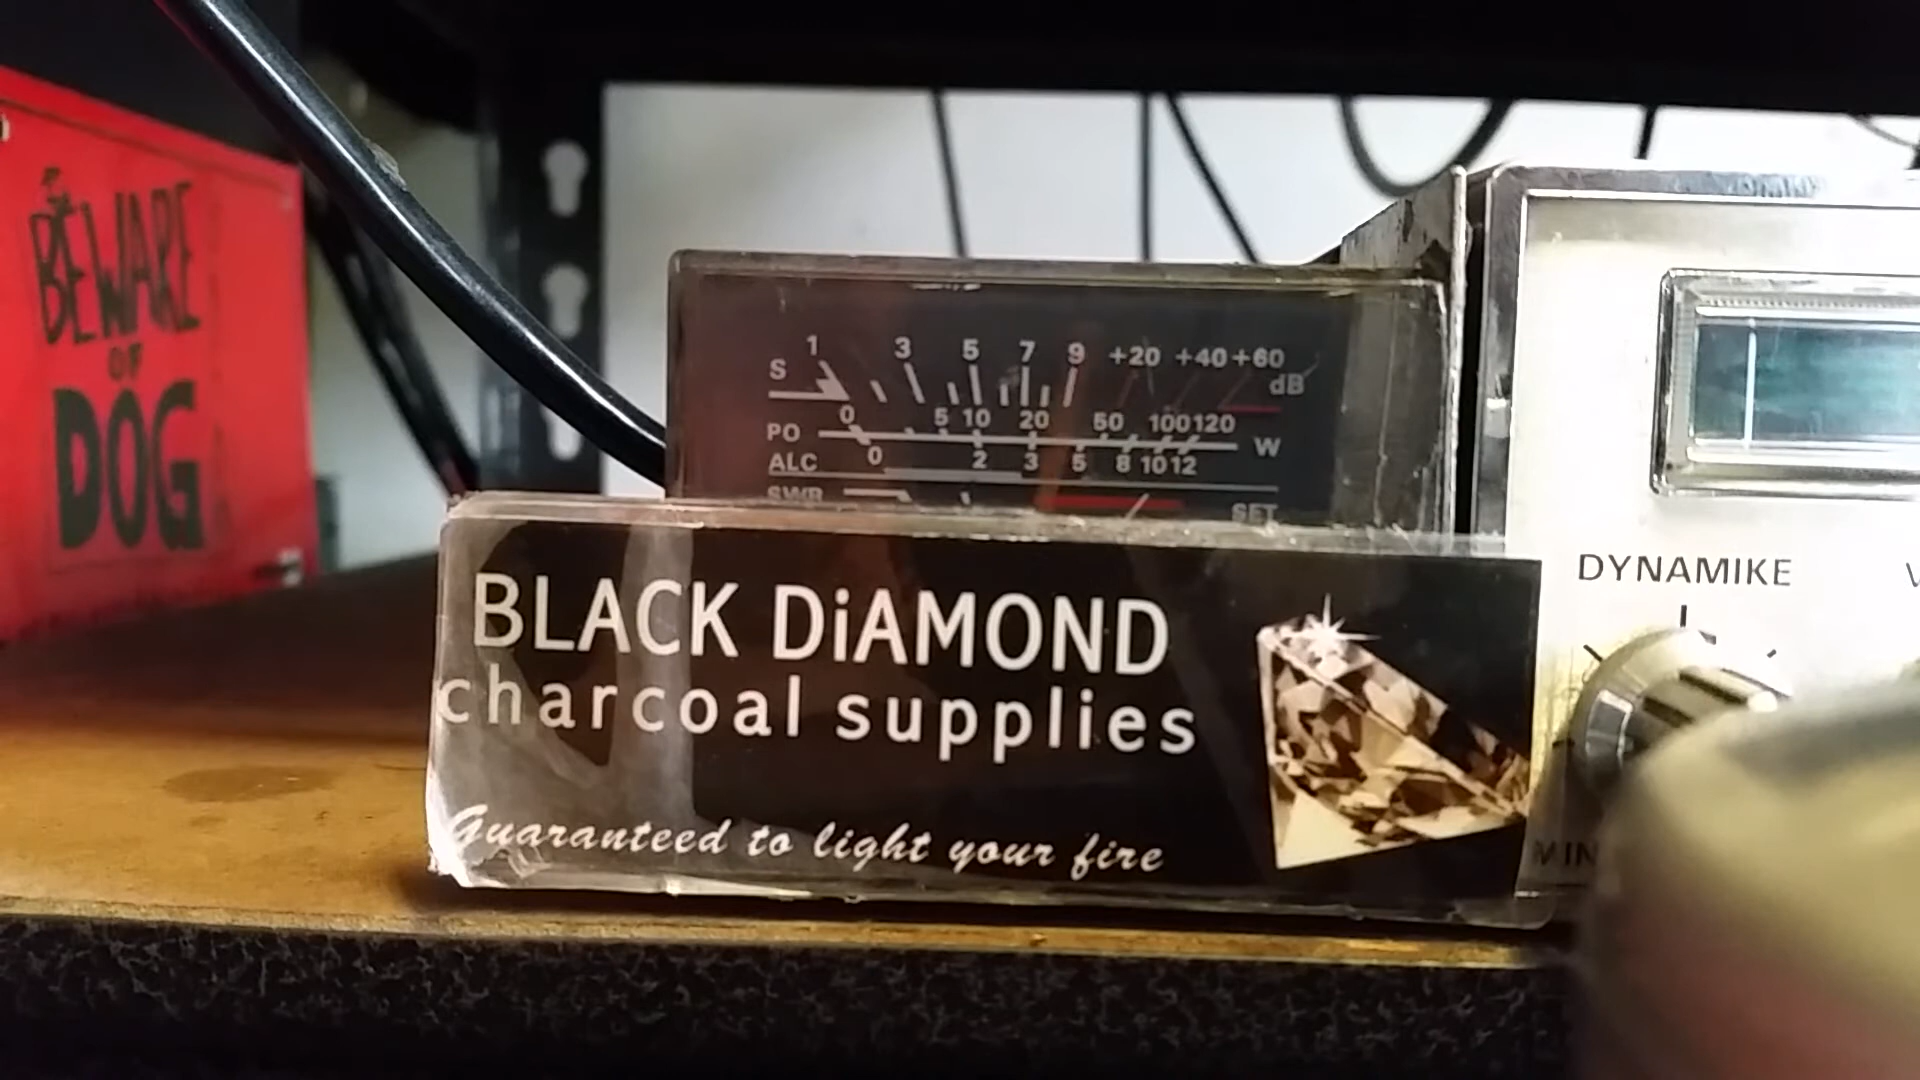 BEWARE
OF
DOG
S 1 3 5 7 9 +20 +40 +60
dB
PO 0 5 10 20 50 100 120 W
ALC 0 2 3 5 8 10 12
SWR SET
DYNAMIKE
MIN
BLACK DiAMOND
charcoal supplies
Guaranteed to light your fire